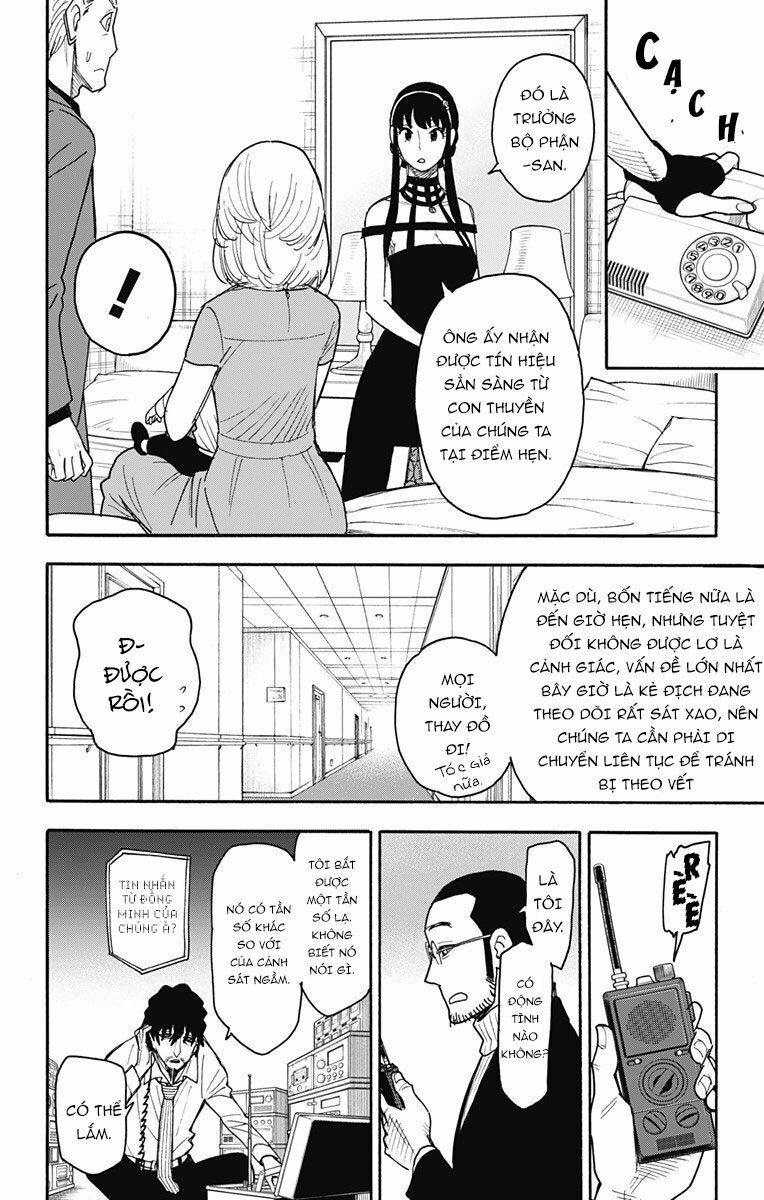 CẠCH
ĐÓ LÀ
TRƯỞNG
BỘ PHẬN
-SAN.
!
ÔNG ẤY NHẬN
ĐƯỢC TÍN HIỆU
SẲN SÀNG TỪ
CON THUYỀN
CỦA CHÚNG TA
TẠI ĐIỂM HẸN.
MẶC DÙ, BỐN TIẾNG NỮA LÀ
ĐẾN GIỜ HẸN, NHƯNG TUYỆT
ĐỐI KHÔNG ĐƯỢC LƠ LÀ
CẢNH GIÁC, VẤN ĐỀ LỚN NHẤT
BÂY GIỜ LÀ KẺ ĐỊCH ĐANG
THEO DÕI RẤT SÁT XAO, NÊN
CHÚNG TA CẦN PHẢI DI
CHUYỂN LIÊN TỤC ĐỂ TRÁNH
BỊ THEO VẾT
MỌI
NGƯỜI,
THAY ĐỒ
ĐI!
Tóc Giả
nữa.
Đ-
ĐƯỢC
RỒI!
RÈ È
LÀ
TÔI
ĐÂY.
CÓ
ĐỘNG
TĨNH
NÀO
KHÔNG?
TÔI BẮT
ĐƯỢC
MỘT TẦN
SỐ LẠ.
KHÔNG
BIẾT NÓ
NÓI GÌ.
NÓ CÓ TẦN
SỐ KHÁC
SO VỚI
CỦA CẢNH
SÁT NGẦM.
TIN NHẮN
TỪ ĐỒNG
MINH CỦA
CHÚNG À?
CÓ THỂ
LẮM.